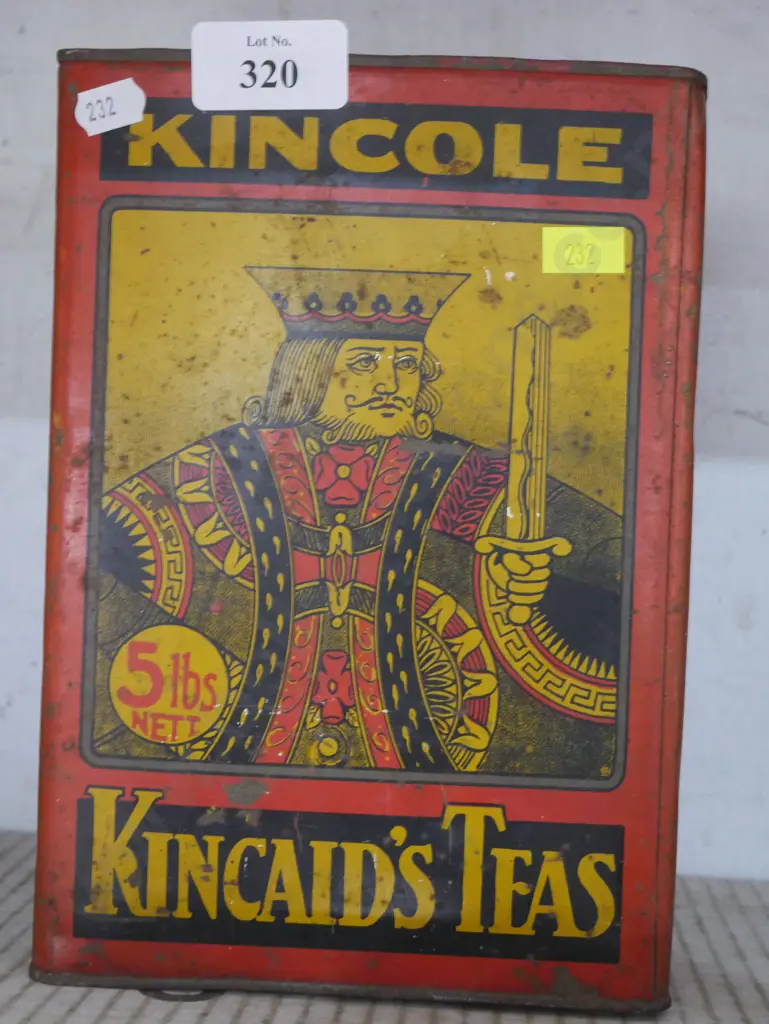 Lot No.
320
232
KINCOLE
232
5 lbs
NETT
KINCAID'S TEAS